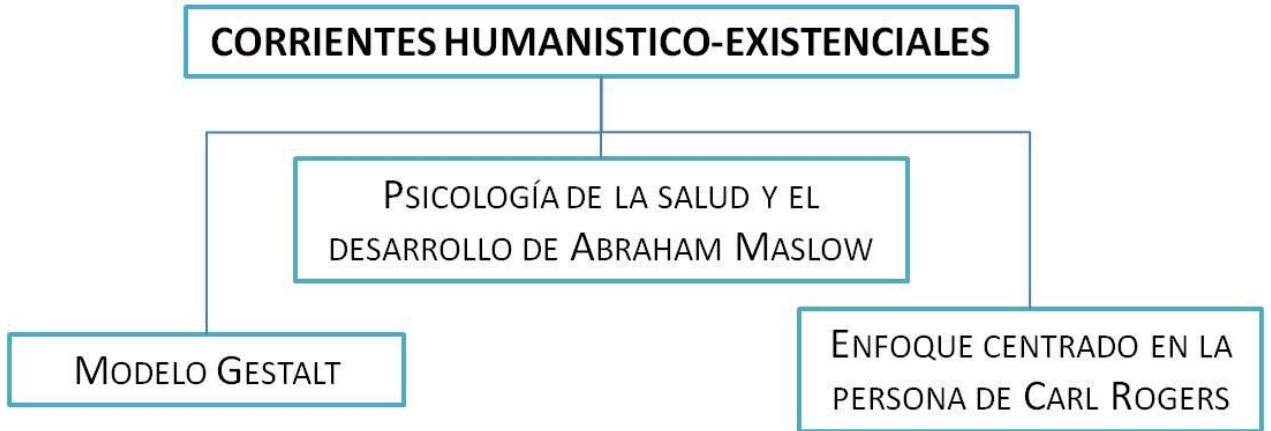 CORRIENTES HUMANISTICO-EXISTENCIALES
PSICOLOGÍA DE LA SALUD Y EL
DESARROLLO DE ABRAHAM MASLOW
MODELO GESTALT
ENFOQUE CENTRADO EN LA
PERSONA DE CARL ROGERS